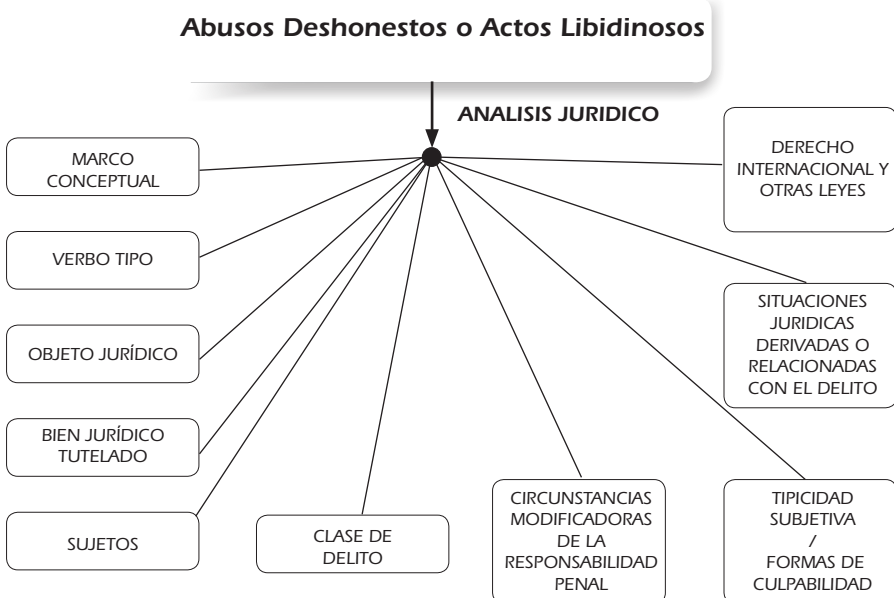 Abusos Deshonestos o Actos Libidinosos
ANALISIS JURIDICO
MARCO
CONCEPTUAL
VERBO TIPO
OBJETO JURÍDICO
BIEN JURÍDICO
TUTELADO
SUJETOS
CLASE DE
DELITO
CIRCUNSTANCIAS
MODIFICADORAS
DE LA
RESPONSABILIDAD
PENAL
TIPICIDAD
SUBJETIVA
/
FORMAS DE
CULPABILIDAD
SITUACIONES
JURIDICAS
DERIVADAS O
RELACIONADAS
CON EL DELITO
DERECHO
INTERNACIONAL Y
OTRAS LEYES